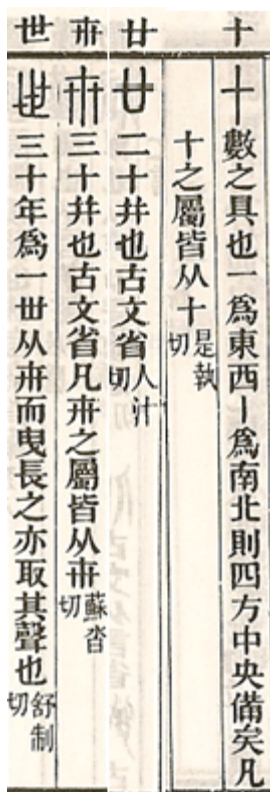 十
十數之具也一爲東西丨爲南北則四方中央備矣凡
十之屬皆从十是執切
廿
廿二十并也古文省人汁切
卅
卅三十并也古文省凡卅之屬皆从卅蘇沓切
世
世三十年爲一世从卅而曳長之亦取其聲也舒制切